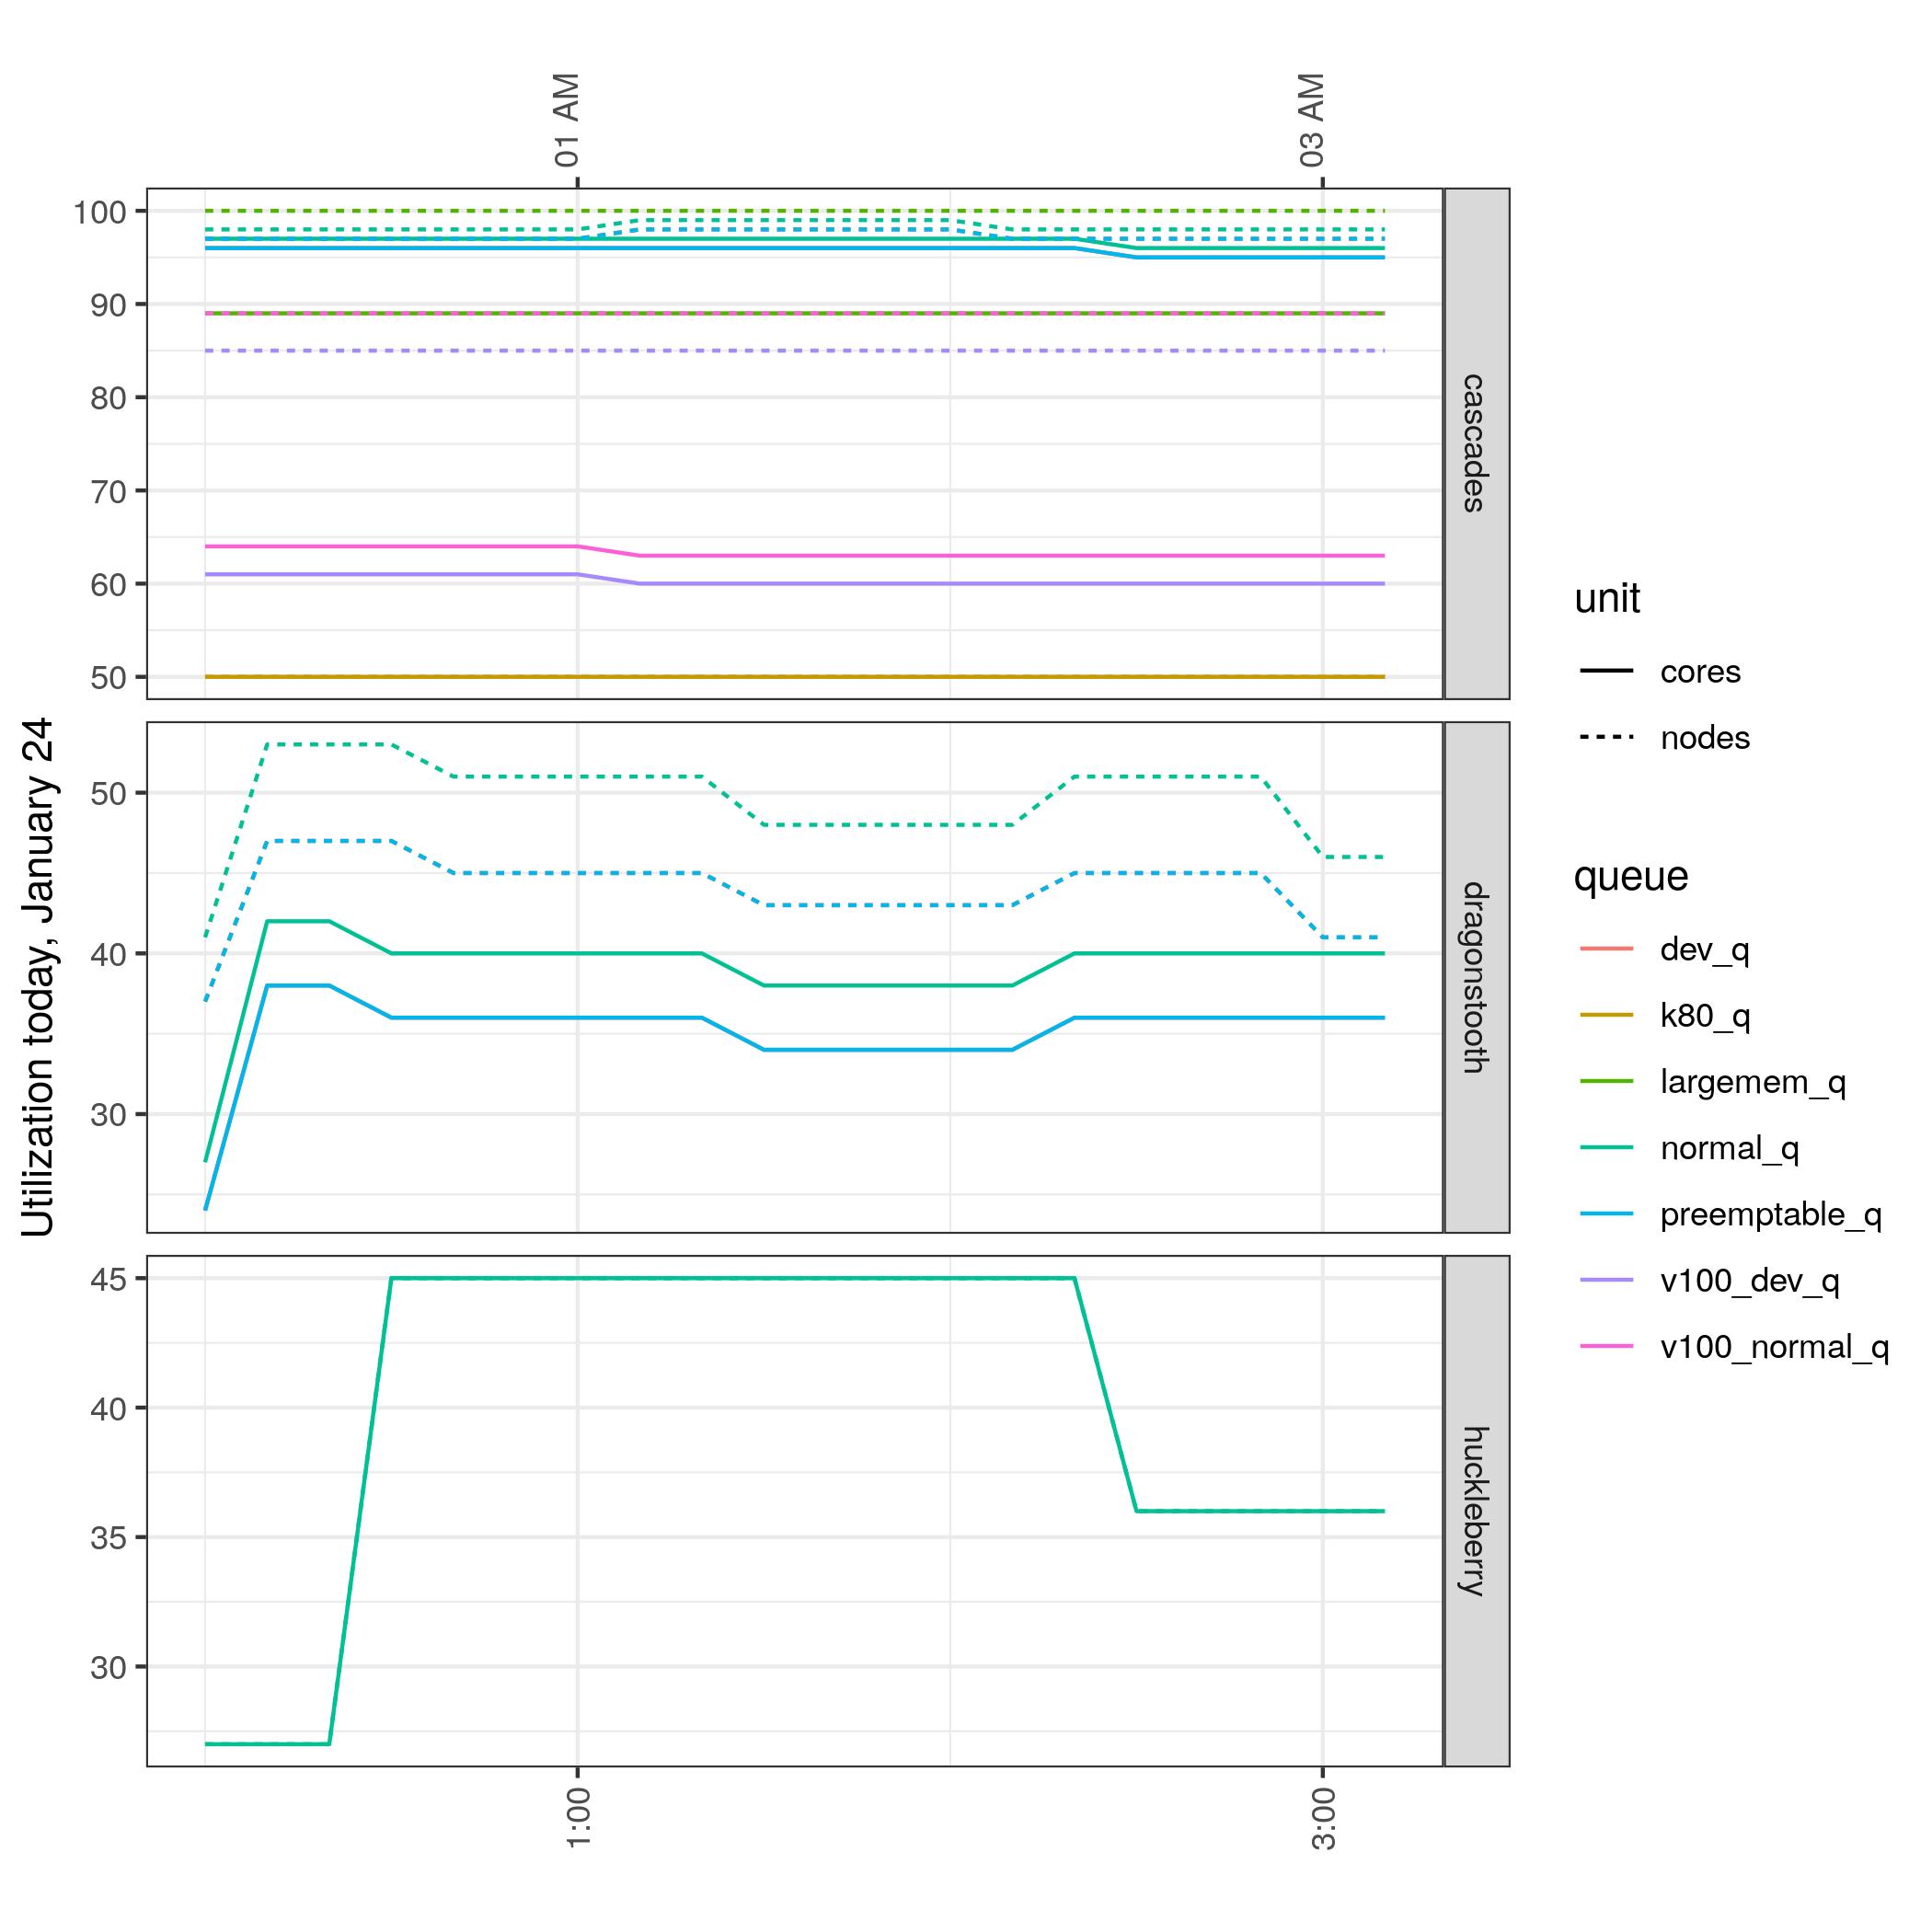 01 AM
03 AM
Utilization today, January 24
100
90
80
70
60
50
cascades
50
40
30
dragonstooth
45
40
35
30
huckleberry
1:00
3:00
unit
cores
nodes
queue
dev_q
k80_q
largemem_q
normal_q
preemptable_q
v100_dev_q
v100_normal_q